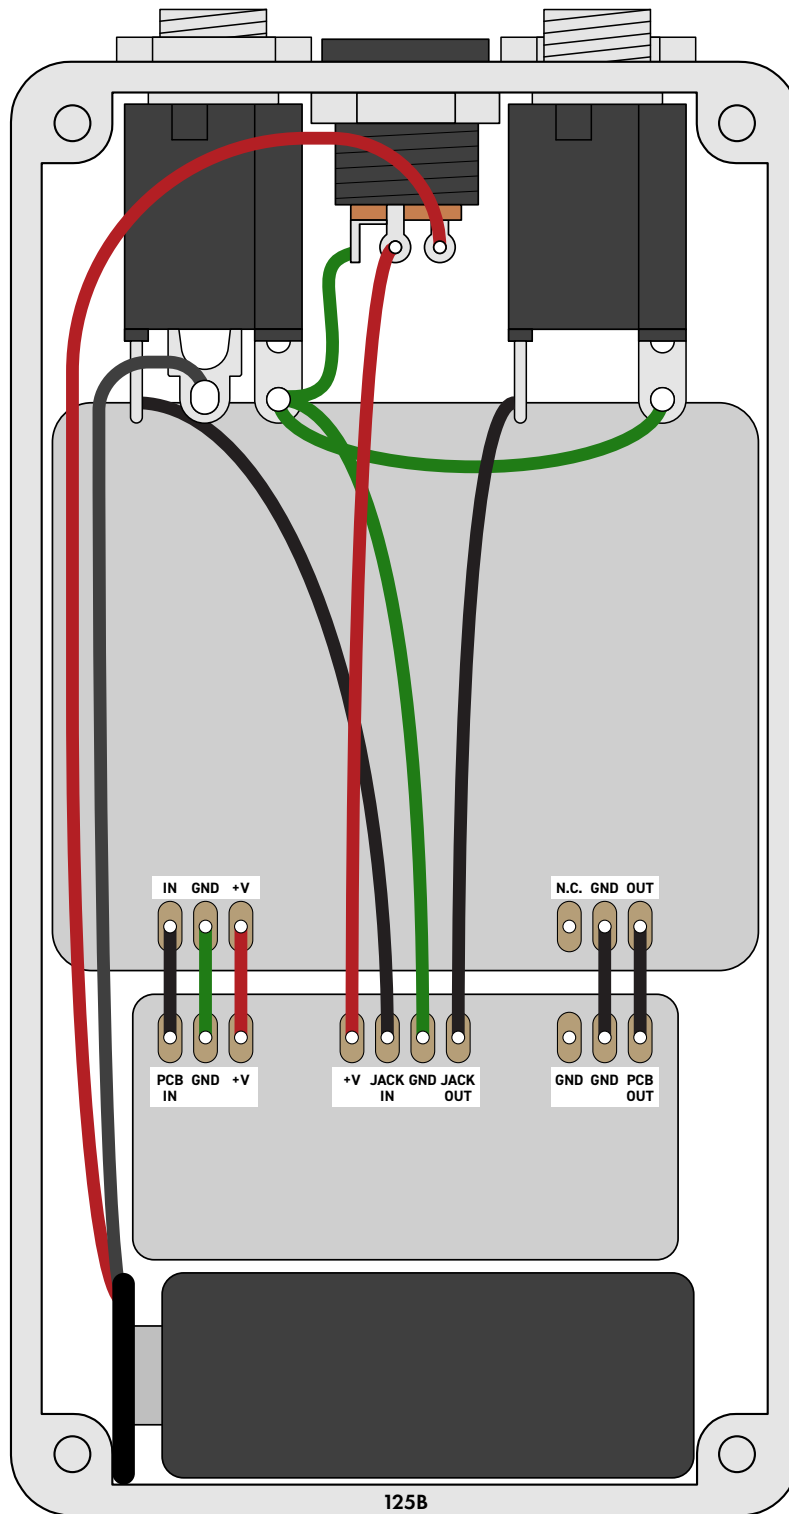 IN GND +V
N.C. GND OUT
PCB IN GND +V
+V JACK IN GND JACK OUT
GND GND PCB OUT
125B